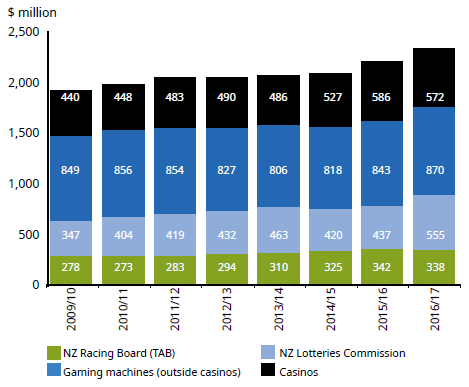 $ million
2,500
2,000
1,500
1,000
500
0
440 448 483 490 486 527 586 572
849 856 854 827 806 818 843 870
347 404 419 432 463 420 437 555
278 273 283 294 310 325 342 338
2009/10 2010/11 2011/12 2012/13 2013/14 2014/15 2015/16 2016/17
NZ Racing Board (TAB) NZ Lotteries Commission
Gaming machines (outside casinos) Casinos